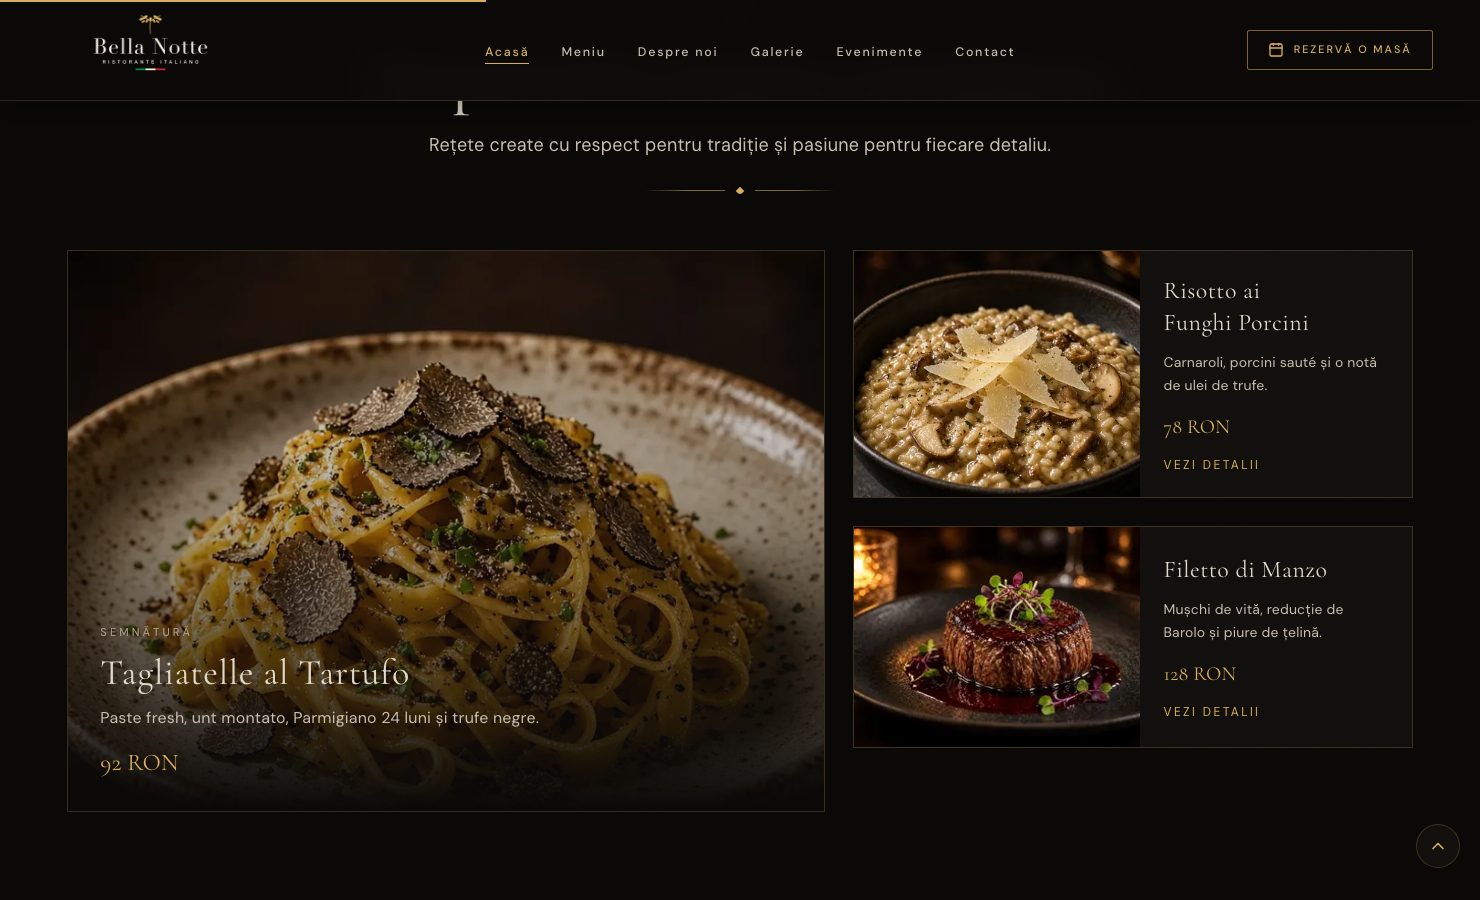 Bella Notte
RISTORANTE ITALIANO
Acasă
Meniu
Despre noi
Galerie
Evenimente
Contact
REZERVĂ O MASĂ
Rețete create cu respect pentru tradiție și pasiune pentru fiecare detaliu.
SEMNĂTURĂ
Tagliatelle al Tartufo
Paste fresh, unt montato, Parmigiano 24 luni și trufe negre.
92 RON
Risotto ai
Funghi Porcini
Carnaroli, porcini sauté și o notă
de ulei de trufe.
78 RON
VEZI DETALII
Filetto di Manzo
Mușchi de vită, reducție de
Barolo și piure de țelină.
128 RON
VEZI DETALII